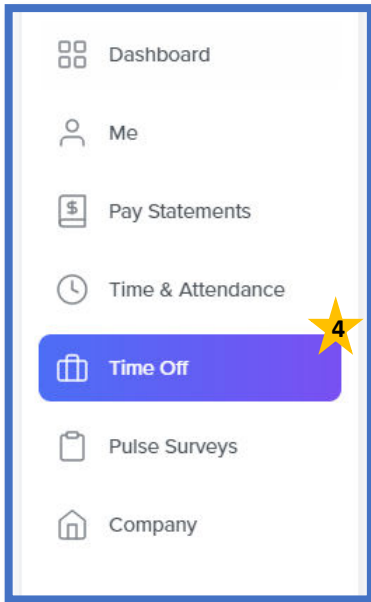 Dashboard
Me
$
Pay Statements
Time & Attendance
4
Time Off
Pulse Surveys
Company